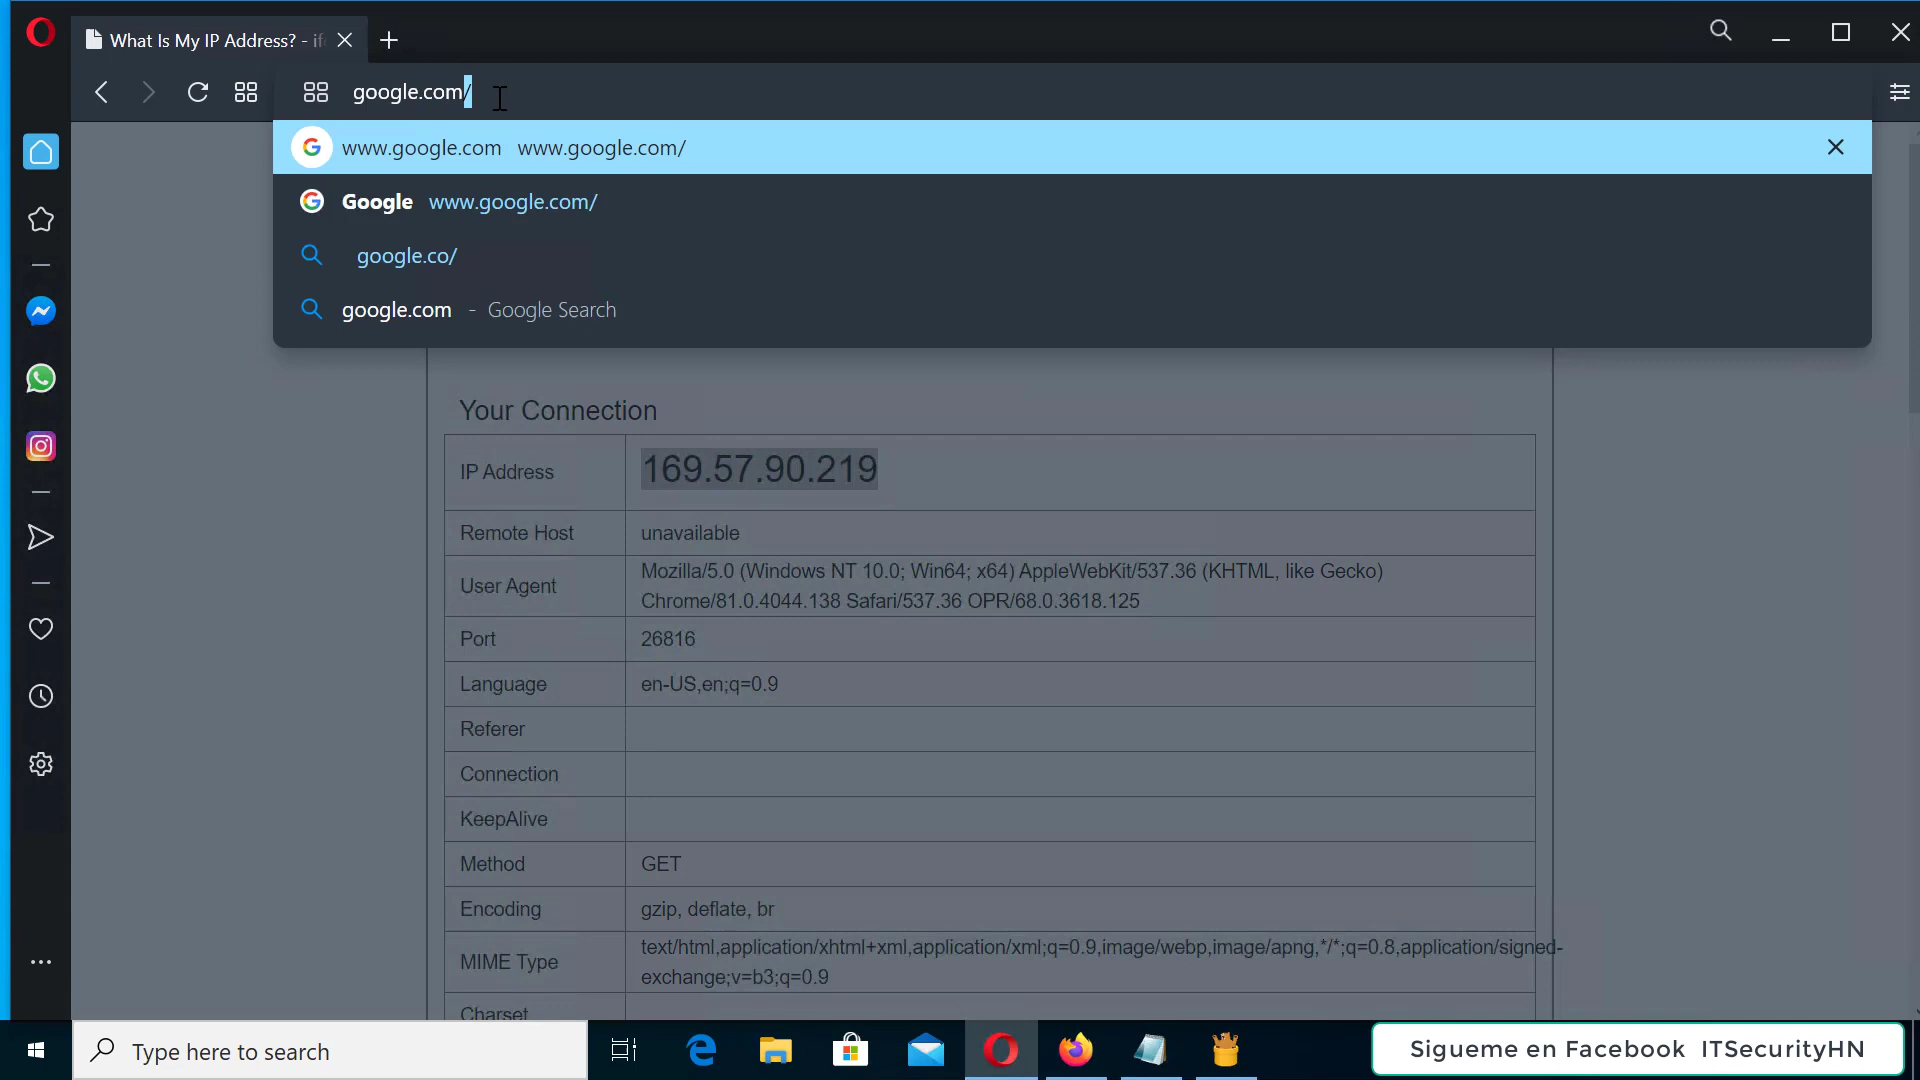 What Is My IP Address? - if
google.com/
www.google.com www.google.com/
Google www.google.com/
google.co/
google.com - Google Search
Your Connection
IP Address 169.57.90.219
Remote Host unavailable
User Agent Mozilla/5.0 (Windows NT 10.0; Win64; x64) AppleWebKit/537.36 (KHTML, like Gecko)
Chrome/81.0.4044.138 Safari/537.36 OPR/68.0.3618.125
Port 26816
Language en-US,en;q=0.9
Referer
Connection
KeepAlive
Method GET
Encoding gzip, deflate, br
MIME Type text/html,application/xhtml+xml,application/xml;q=0.9,image/webp,image/apng,*/*;q=0.8,application/signed-
exchange;v=b3;q=0.9
Charset
Type here to search
Sigueme en Facebook ITSecurityHN